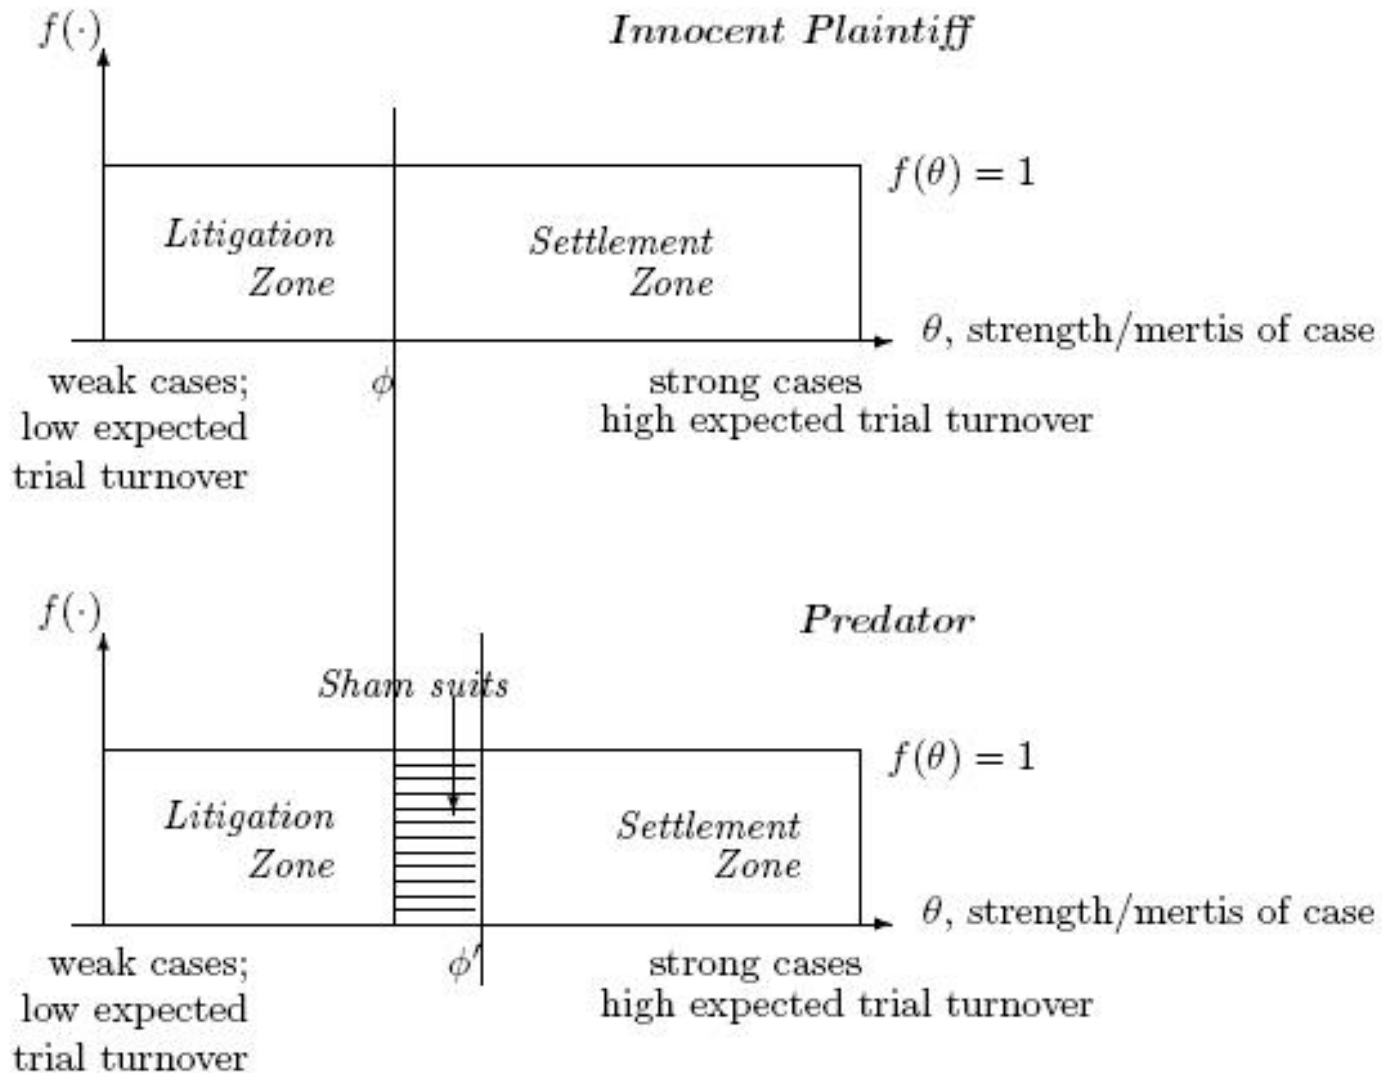 f(·)
Innocent Plaintiff
f(θ) = 1
Litigation
Zone
Settlement
Zone
θ, strength/mertis of case
weak cases;
low expected
trial turnover
ϕ
strong cases
high expected trial turnover
f(·)
Predator
Sham suits
f(θ) = 1
Litigation
Zone
Settlement
Zone
θ, strength/mertis of case
weak cases;
low expected
trial turnover
ϕ′
strong cases
high expected trial turnover